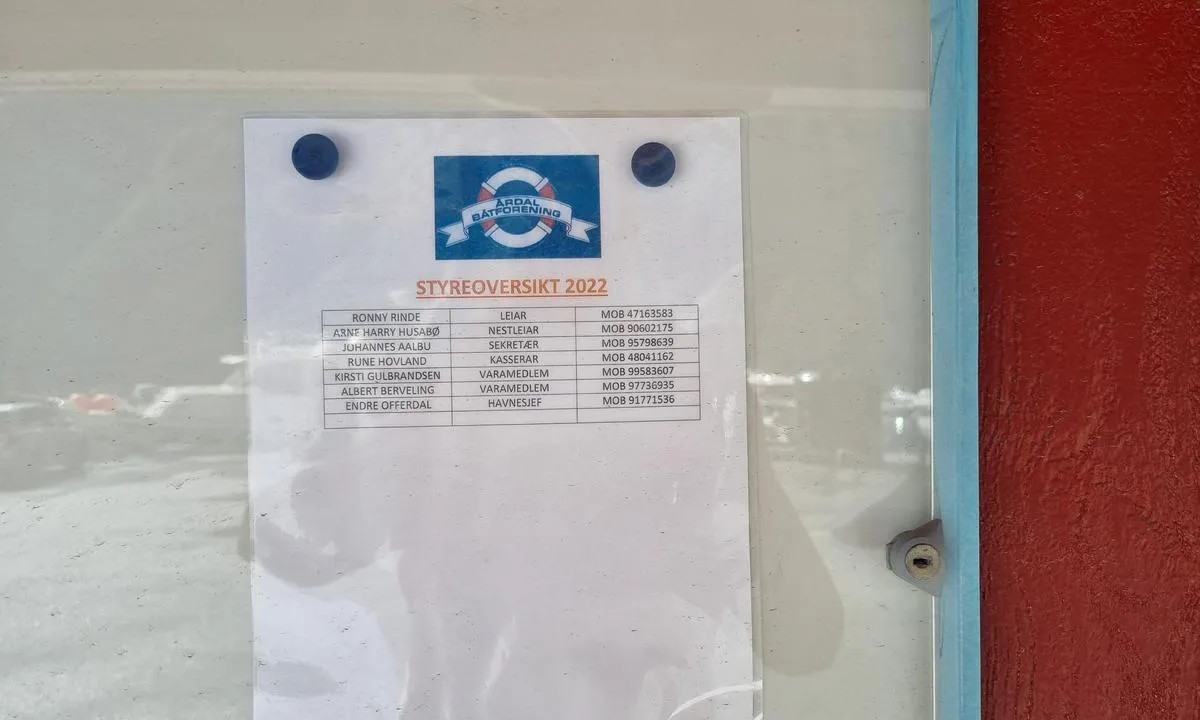 ÅRDAL
BÅTFORENING
STYREOVERSIKT 2022
RONNY RINDE LEIAR MOB 47163583
ARNE HARRY HUSABØ NESTLEIAR MOB 90602175
JOHANNES AALBU SEKRETÆR MOB 95798639
RUNE HOVLAND KASSERAR MOB 48041162
KIRSTI GULBRANDSEN VARAMEDLEM MOB 99583607
ALBERT BERVELING VARAMEDLEM MOB 97736935
ENDRE OFFERDAL HAVNESJEF MOB 91771536